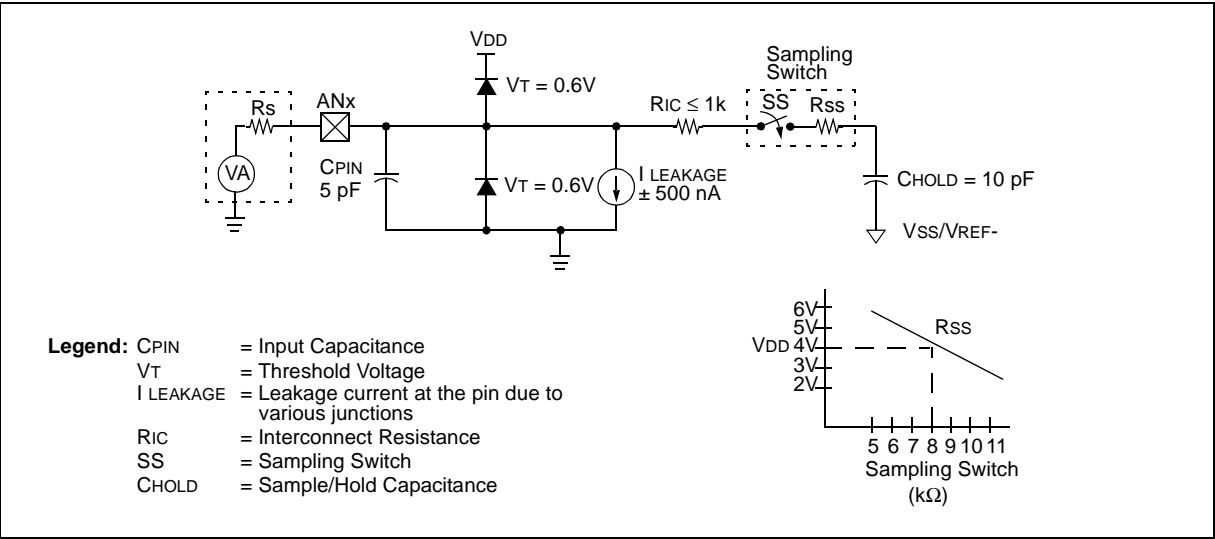 VDD
Sampling
Switch
VT = 0.6V
RIC ≤ 1k
SS
RSS
Rs
ANx
VA
CPIN
5 pF
VT = 0.6V
I LEAKAGE
± 500 nA
CHOLD = 10 pF
VSS/VREF-
6V
5V
VDD 4V
3V
2V
RSS
5 6 7 8 9 10 11
Sampling Switch
(kΩ)
Legend: CPIN = Input Capacitance
VT = Threshold Voltage
I LEAKAGE = Leakage current at the pin due to
various junctions
RIC = Interconnect Resistance
SS = Sampling Switch
CHOLD = Sample/Hold Capacitance